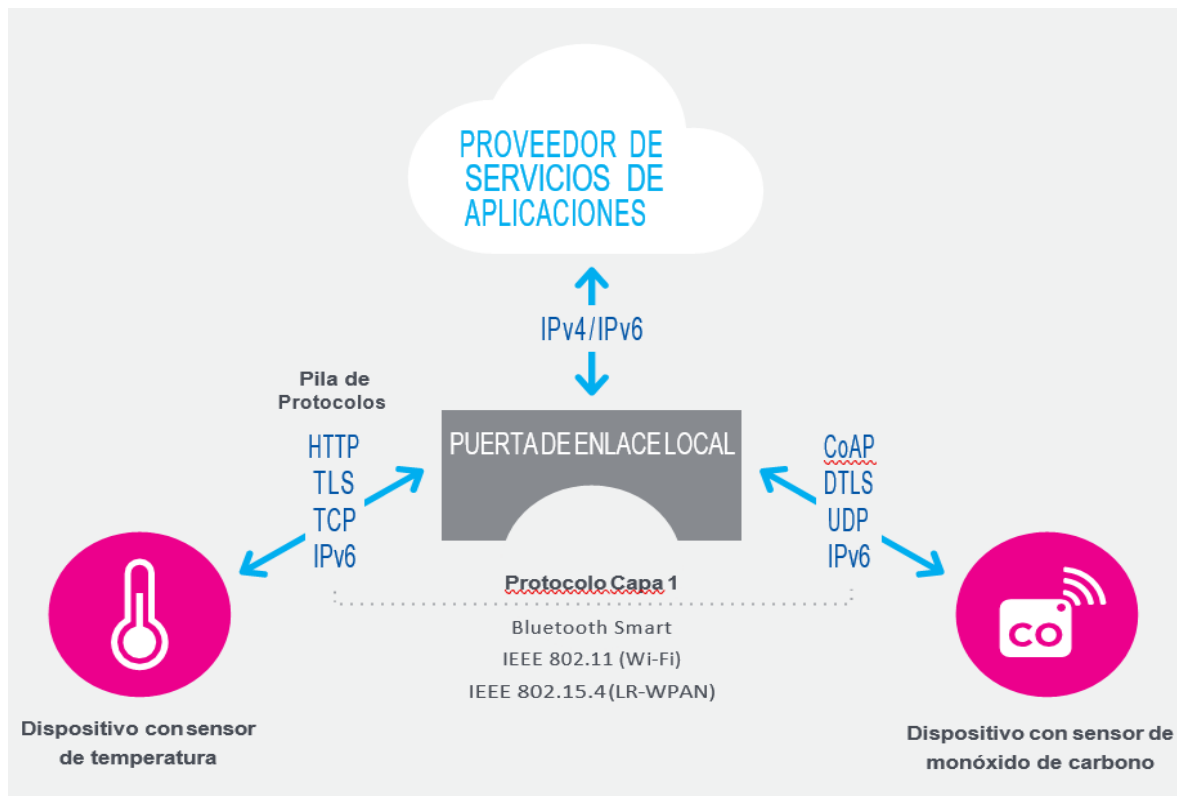 PROVEEDOR DE
SERVICIOS DE
APLICACIONES
IPv4/IPv6
Pila de
Protocolos
HTTP
TLS
TCP
IPv6
PUERTA DE ENLACE LOCAL
CoAP
DTLS
UDP
IPv6
Protocolo Capa 1
Bluetooth Smart
IEEE 802.11 (Wi-Fi)
IEEE 802.15.4 (LR-WPAN)
CO
Dispositivo con sensor
de temperatura
Dispositivo con sensor de
monóxido de carbono